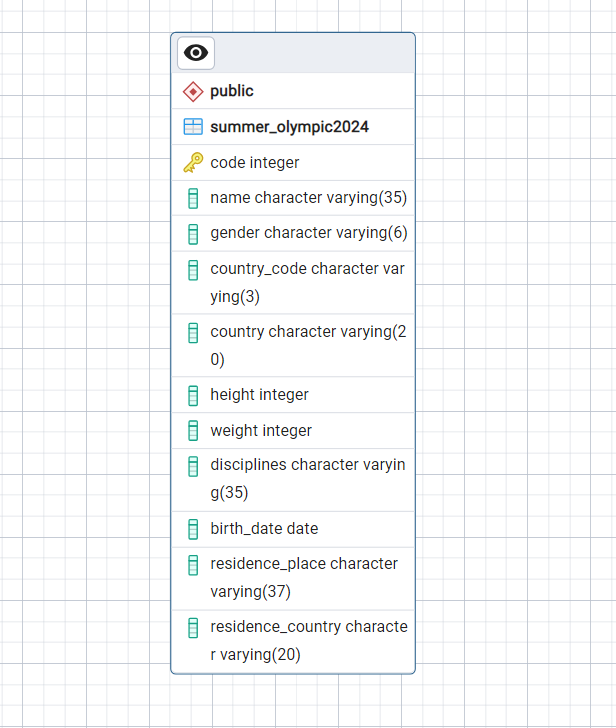 public
summer_olympic2024
code integer
name character varying(35)
gender character varying(6)
country_code character var
ying(3)
country character varying(2
0)
height integer
weight integer
disciplines character varyin
g(35)
birth_date date
residence_place character
varying(37)
residence_country characte
r varying(20)